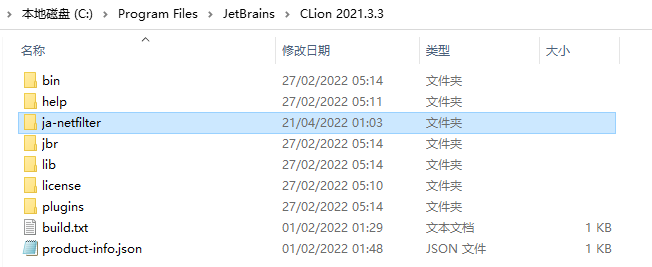 本地磁盘 (C:) > Program Files > JetBrains > CLion 2021.3.3
名称 修改日期 类型 大小
bin 27/02/2022 05:14 文件夹
help 27/02/2022 05:11 文件夹
ja-netfilter 21/04/2022 01:03 文件夹
jbr 27/02/2022 05:14 文件夹
lib 27/02/2022 05:14 文件夹
license 27/02/2022 05:10 文件夹
plugins 27/02/2022 05:14 文件夹
build.txt 01/02/2022 01:29 文本文档 1 KB
product-info.json 01/02/2022 01:48 JSON 文件 1 KB